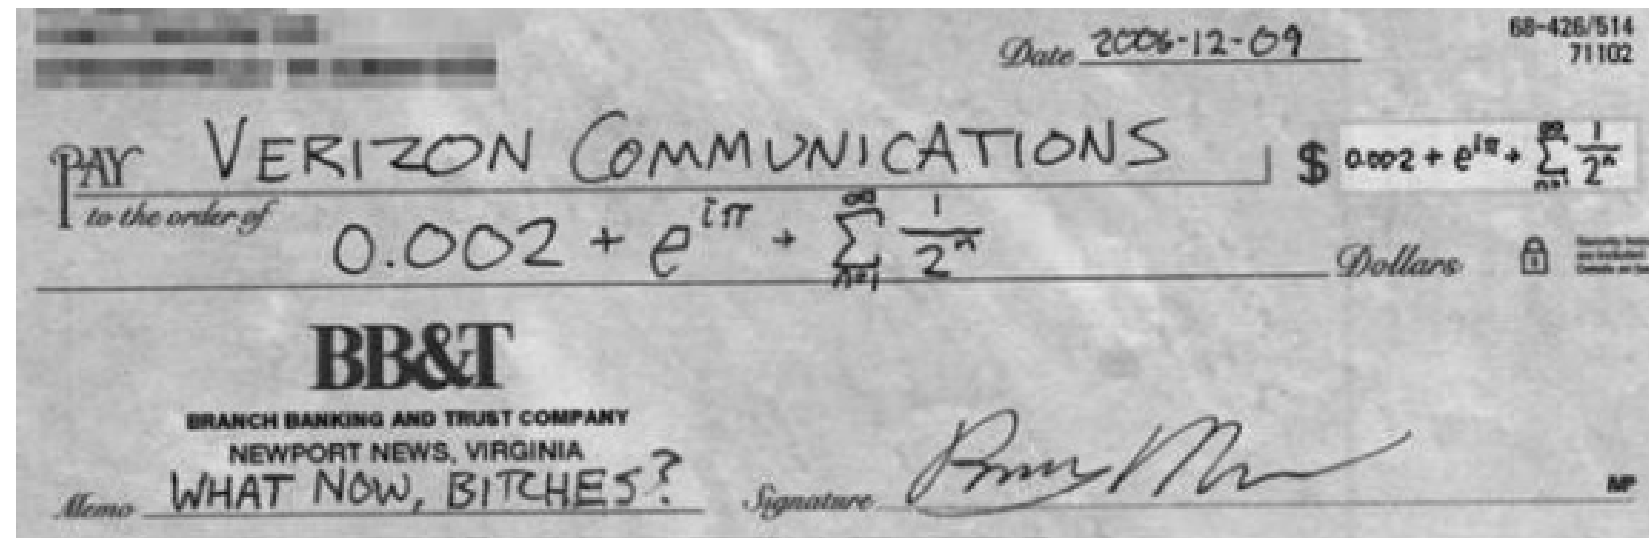 Date 2006-12-09
68-426/514
71102
PAY VERIZON COMMUNICATIONS $ 0.002 + e^{iπ} + ∑_{n=1}^{∞} 1/2^n
to the order of
0.002 + e^{iπ} + ∑_{n=1}^{∞} 1/2^n Dollars
BB&T
BRANCH BANKING AND TRUST COMPANY
NEWPORT NEWS, VIRGINIA
Memo WHAT NOW, BITCHES? Signature
MP